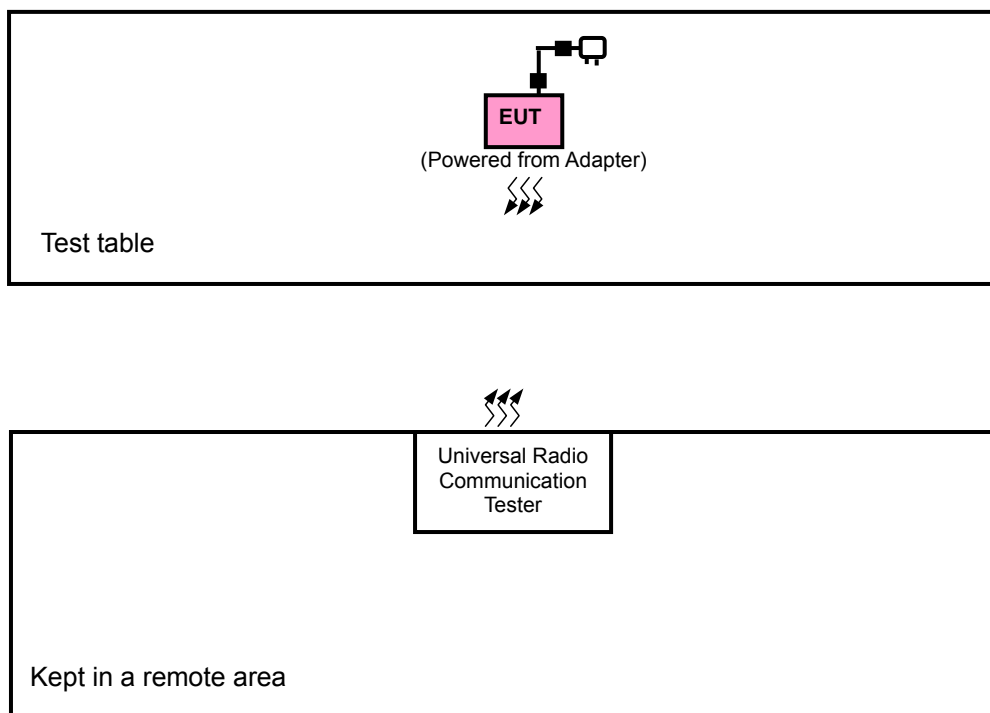 EUT
(Powered from Adapter)
Test table
Universal Radio
Communication
Tester
Kept in a remote area